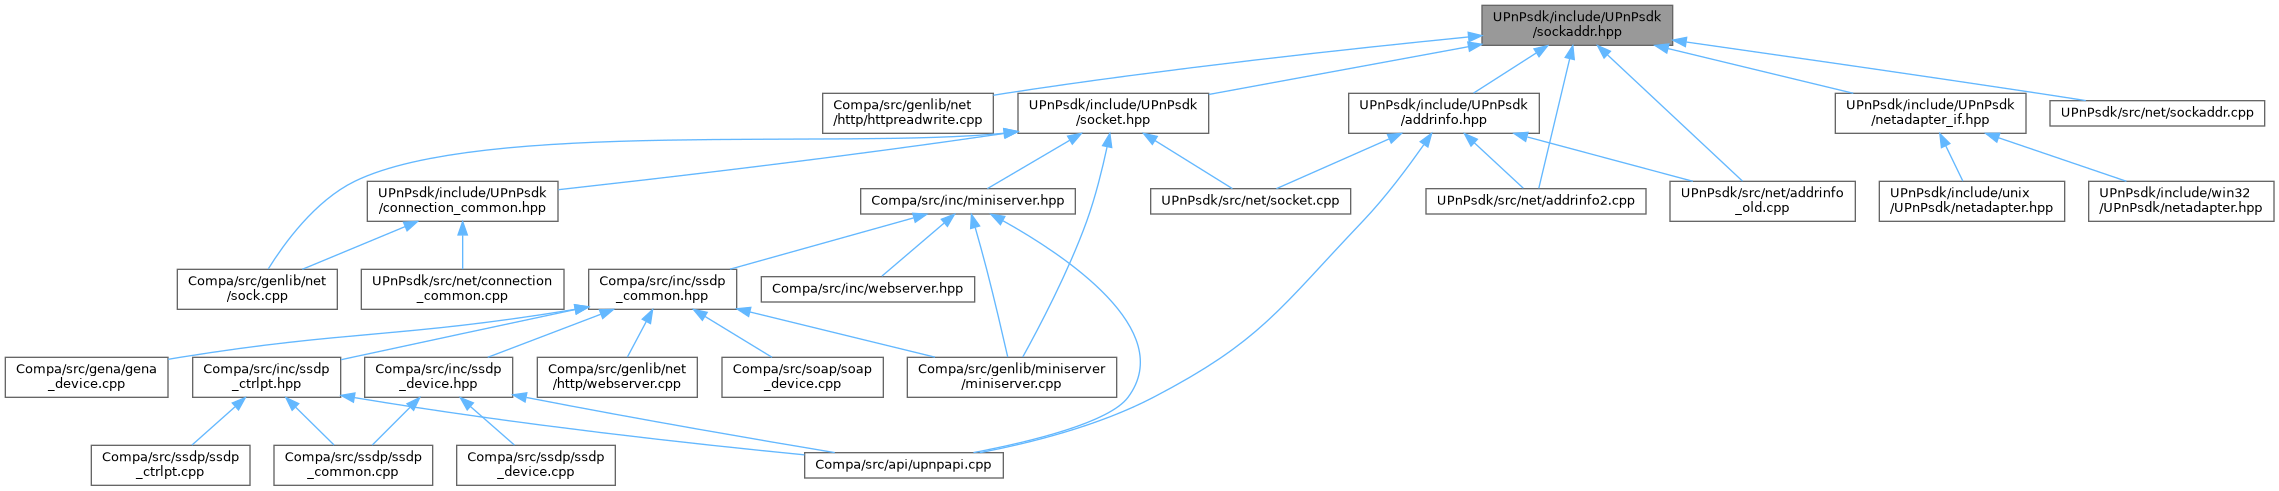 UPnPsdk/include/UPnPsdk
/sockaddr.hpp
Compa/src/genlib/net
/http/httpreadwrite.cpp
UPnPsdk/include/UPnPsdk
/socket.hpp
UPnPsdk/include/UPnPsdk
/addrinfo.hpp
UPnPsdk/include/UPnPsdk
/netadapter_if.hpp
UPnPsdk/src/net/sockaddr.cpp
UPnPsdk/include/UPnPsdk
/connection_common.hpp
Compa/src/inc/miniserver.hpp
UPnPsdk/src/net/socket.cpp
UPnPsdk/src/net/addrinfo2.cpp
UPnPsdk/src/net/addrinfo
_old.cpp
UPnPsdk/include/unix
/UPnPsdk/netadapter.hpp
UPnPsdk/include/win32
/UPnPsdk/netadapter.hpp
Compa/src/genlib/net
/sock.cpp
UPnPsdk/src/net/connection
_common.cpp
Compa/src/inc/ssdp
_common.hpp
Compa/src/inc/webserver.hpp
Compa/src/gena/gena
_device.cpp
Compa/src/inc/ssdp
_ctrlpt.hpp
Compa/src/inc/ssdp
_device.hpp
Compa/src/genlib/net
/http/webserver.cpp
Compa/src/soap/soap
_device.cpp
Compa/src/genlib/miniserver
/miniserver.cpp
Compa/src/ssdp/ssdp
_ctrlpt.cpp
Compa/src/ssdp/ssdp
_common.cpp
Compa/src/ssdp/ssdp
_device.cpp
Compa/src/api/upnpapi.cpp